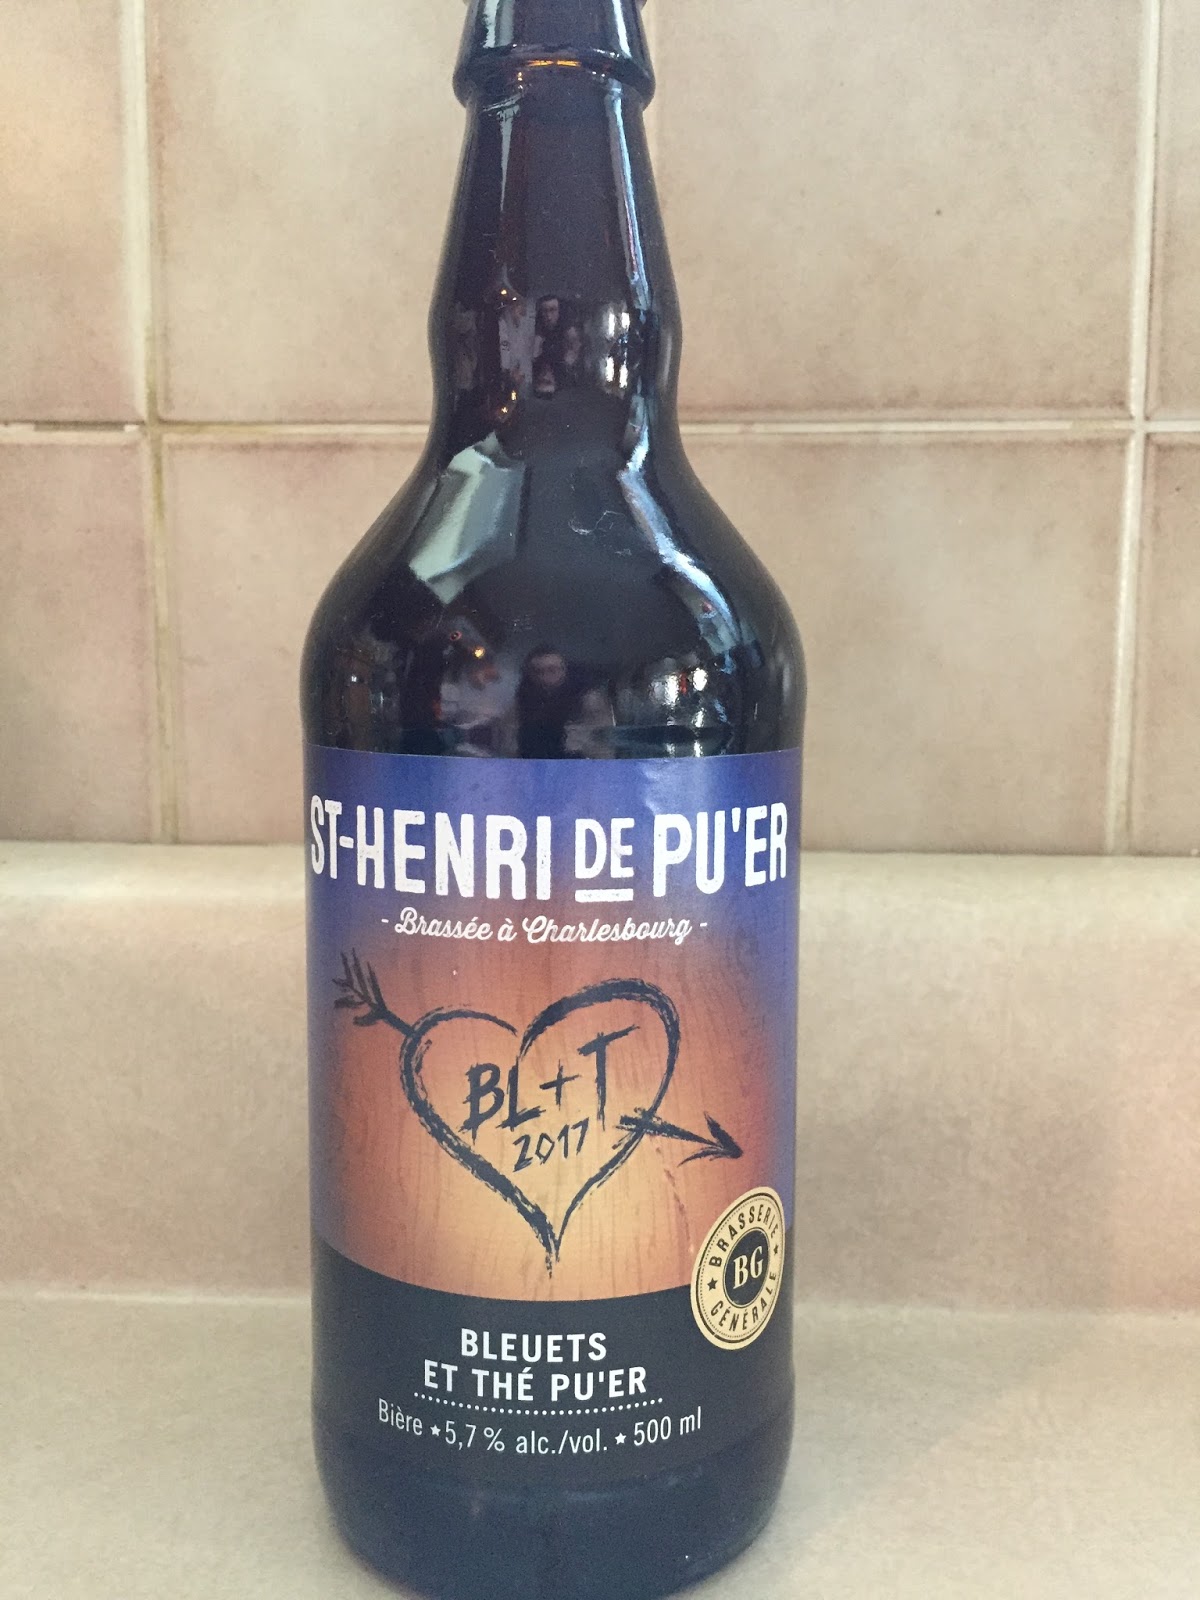 ST-HENRI DE PU'ER
- Brassée à Charlesbourg -
BL+T
2017
BRASSERIE
BG
GÉNÉRALE
BLEUETS
ET THÉ PU'ER
Bière ★ 5,7 % alc./vol. ★ 500 ml